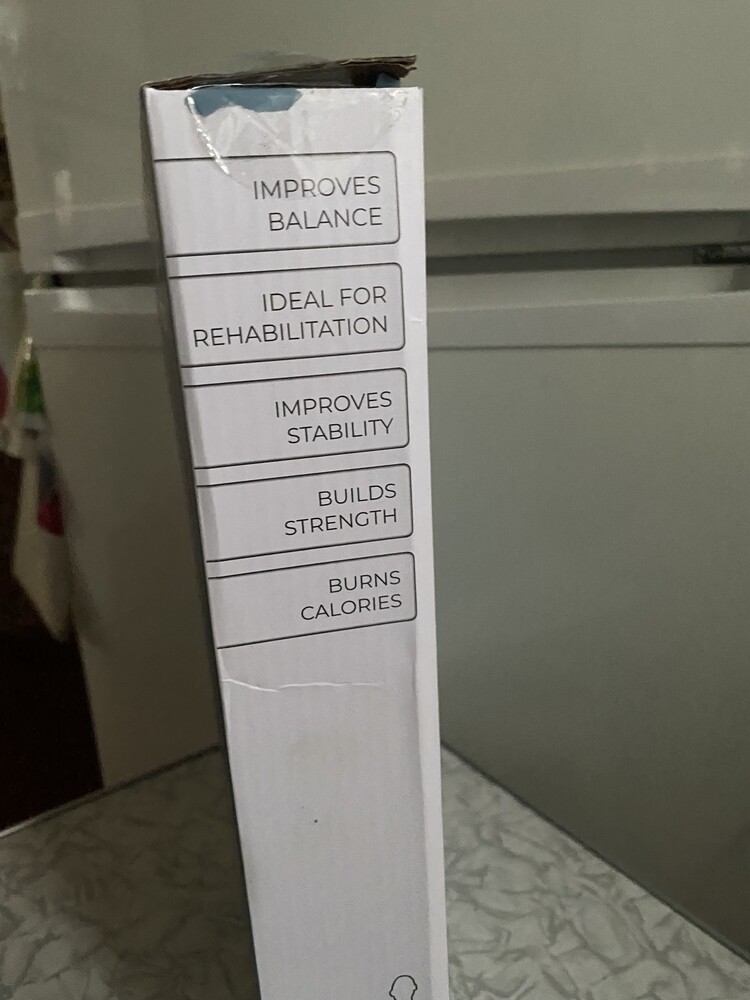 IMPROVES
BALANCE
IDEAL FOR
REHABILITATION
IMPROVES
STABILITY
BUILDS
STRENGTH
BURNS
CALORIES